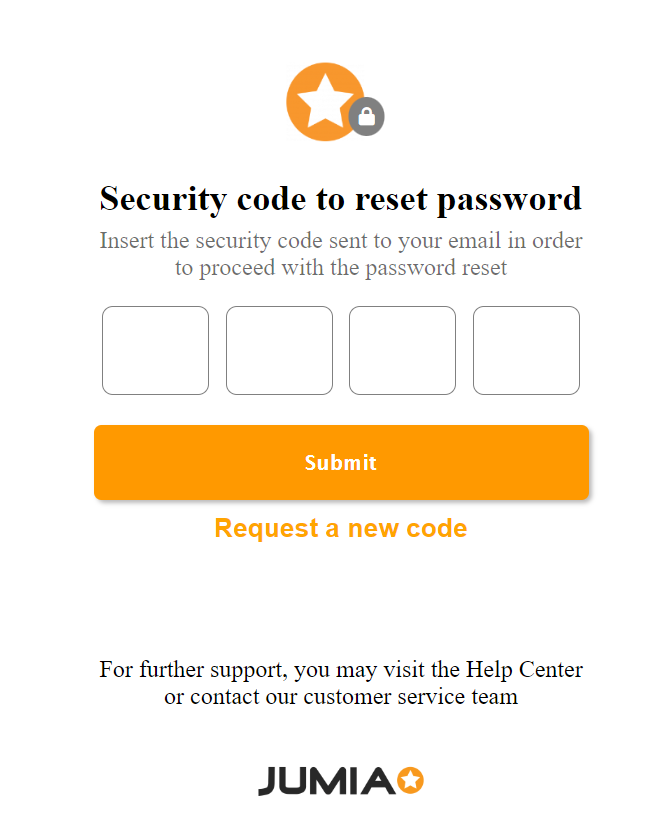 Security code to reset password
Insert the security code sent to your email in order
to proceed with the password reset
Submit
Request a new code
For further support, you may visit the Help Center
or contact our customer service team
JUMIA